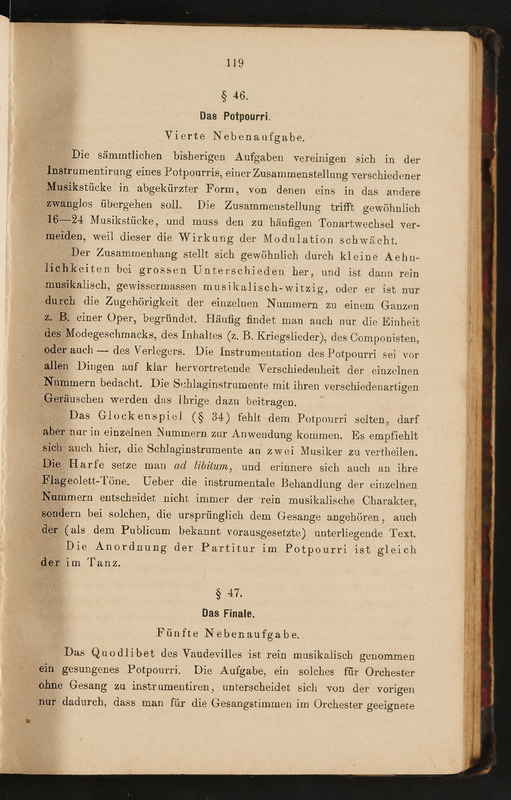 119
§ 46.
Das Potpourri.
Vierte Nebenaufgabe.
Die sämmtlichen bisherigen Aufgaben vereinigen sich in der
Instrumentirung eines Potpourris, einer Zusammenstellung verschiedener
Musikstücke in abgekürzter Form, von denen eins in das andere
zwanglos übergehen soll. Die Zusammenstellung trifft gewöhnlich
16—24 Musikstücke, und muss den zu häufigen Tonartwechsel ver-
meiden, weil dieser die Wirkung der Modulation schwächt.
Der Zusammenhang stellt sich gewöhnlich durch kleine Aehn-
lichkeiten bei grossen Unterschieden her, und ist dann rein
musikalisch, gewissermassen musikalisch-witzig, oder er ist nur
durch die Zugehörigkeit der einzelnen Nummern zu einem Ganzen
z. B. einer Oper, begründet. Häufig findet man auch nur die Einheit
des Modegeschmacks, des Inhaltes (z. B. Kriegslieder), des Componisten,
oder auch — des Verlegers. Die Instrumentation des Potpourri sei vor
allen Dingen auf klar hervortretende Verschiedenheit der einzelnen
Nummern bedacht. Die Schlaginstrumente mit ihren verschiedenartigen
Geräuschen werden das Ihrige dazu beitragen.
Das Glockenspiel (§ 34) fehlt dem Potpourri selten, darf
aber nur in einzelnen Nummern zur Anwendung kommen. Es empfiehlt
sich auch hier, die Schlaginstrumente an zwei Musiker zu vertheilen.
Die Harfe setze man ad libitum, und erinnere sich auch an ihre
Flageolett-Töne. Ueber die instrumentale Behandlung der einzelnen
Nummern entscheidet nicht immer der rein musikalische Charakter,
sondern bei solchen, die ursprünglich dem Gesange angehören, auch
der (als dem Publicum bekannt vorausgesetzte) unterliegende Text.
Die Anordnung der Partitur im Potpourri ist gleich
der im Tanz.
§ 47.
Das Finale.
Fünfte Nebenaufgabe.
Das Quodlibet des Vaudevilles ist rein musikalisch genommen
ein gesungenes Potpourri. Die Aufgabe, ein solches für Orchester
ohne Gesang zu instrumentiren, unterscheidet sich von der vorigen
nur dadurch, dass man für die Gesangstimmen im Orchester geeignete